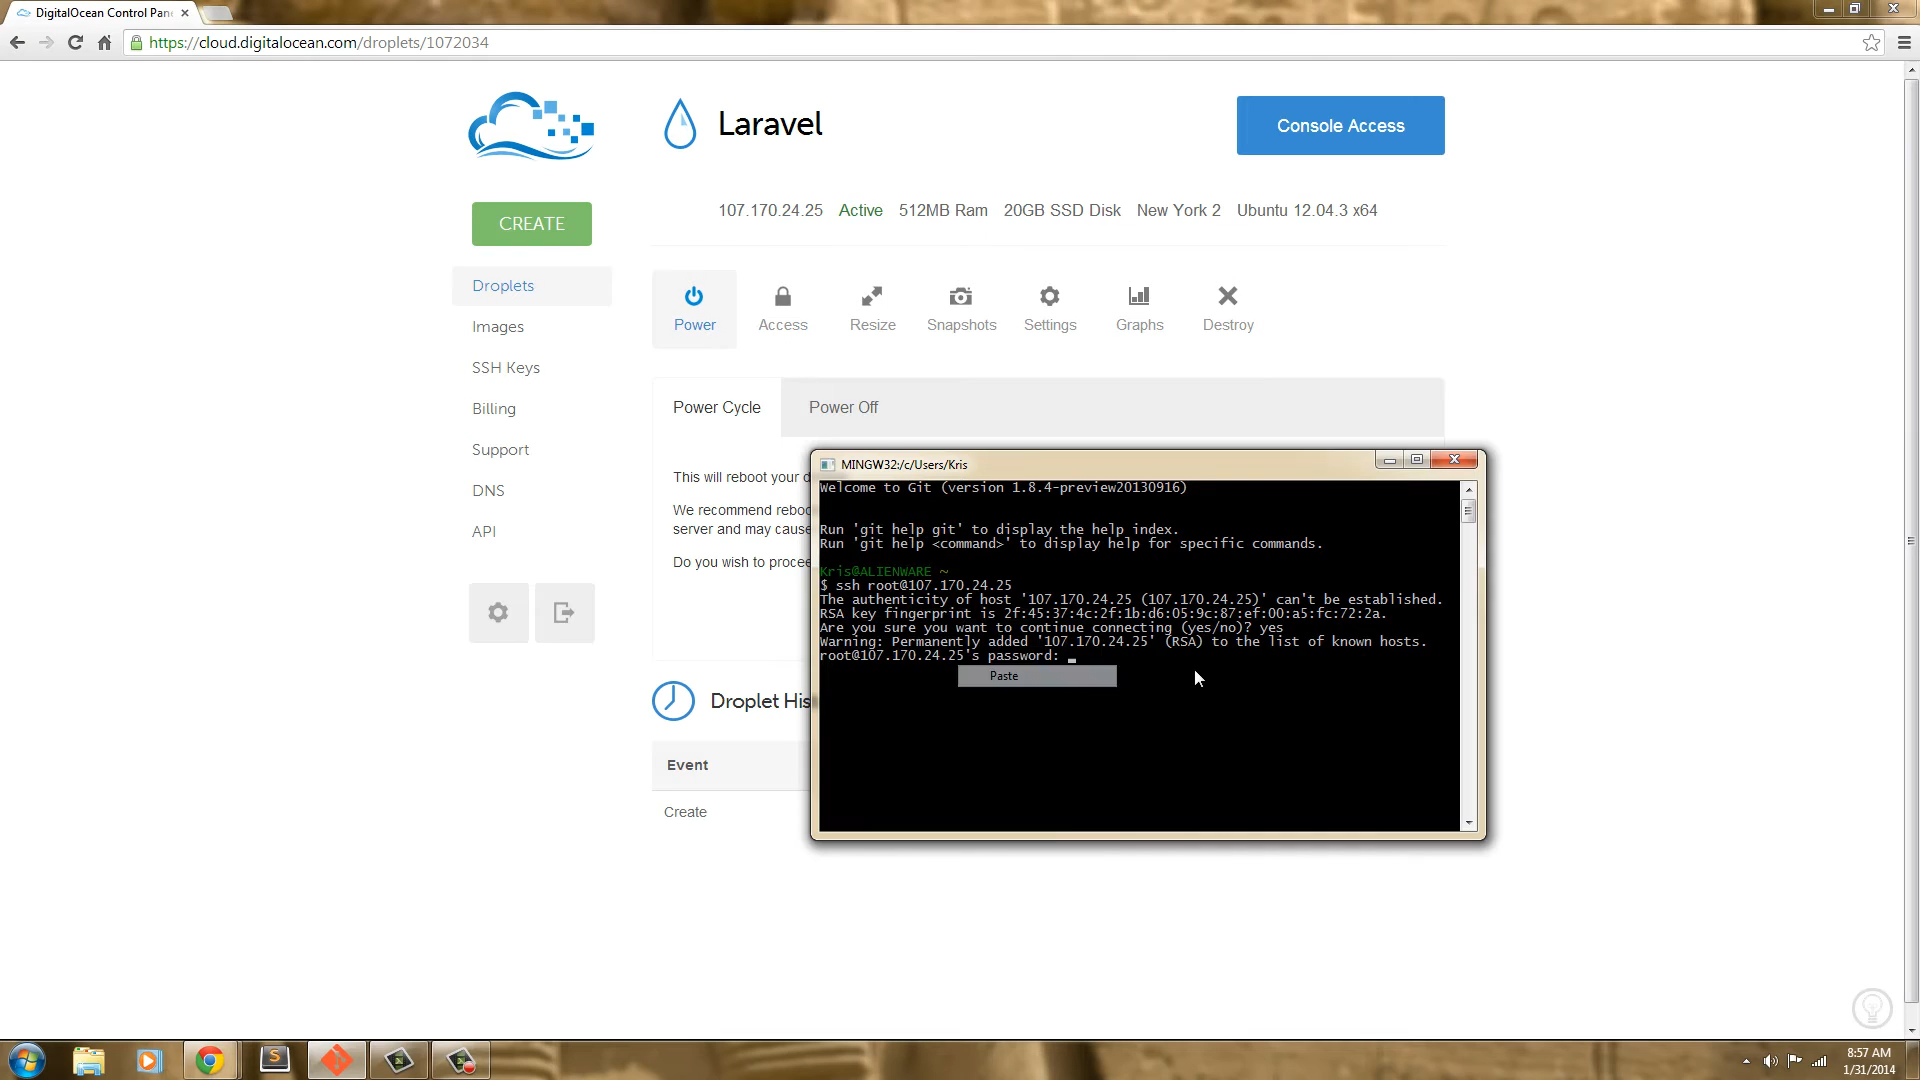 DigitalOcean Control Pan
https://cloud.digitalocean.com/droplets/1072034
Laravel
Console Access
107.170.24.25 Active 512MB Ram 20GB SSD Disk New York 2 Ubuntu 12.04.3 x64
CREATE
Droplets
Images
SSH Keys
Billing
Support
DNS
API
Power
Access
Resize
Snapshots
Settings
Graphs
Destroy
Power Cycle
Power Off
This will reboot your d
We recommend reboo
server and may cause
Do you wish to procee
Droplet His
Event
Create
MINGW32:/c/Users/Kris
Welcome to Git (version 1.8.4-preview20130916)
Run 'git help git' to display the help index.
Run 'git help <command>' to display help for specific commands.
Kris@ALIENWARE ~
$ ssh root@107.170.24.25
The authenticity of host '107.170.24.25 (107.170.24.25)' can't be established.
RSA key fingerprint is 2f:45:37:4c:2f:1b:d6:05:9c:87:ef:00:a5:fc:72:2a.
Are you sure you want to continue connecting (yes/no)? yes
Warning: Permanently added '107.170.24.25' (RSA) to the list of known hosts.
root@107.170.24.25's password:
Paste
8:57 AM
1/31/2014